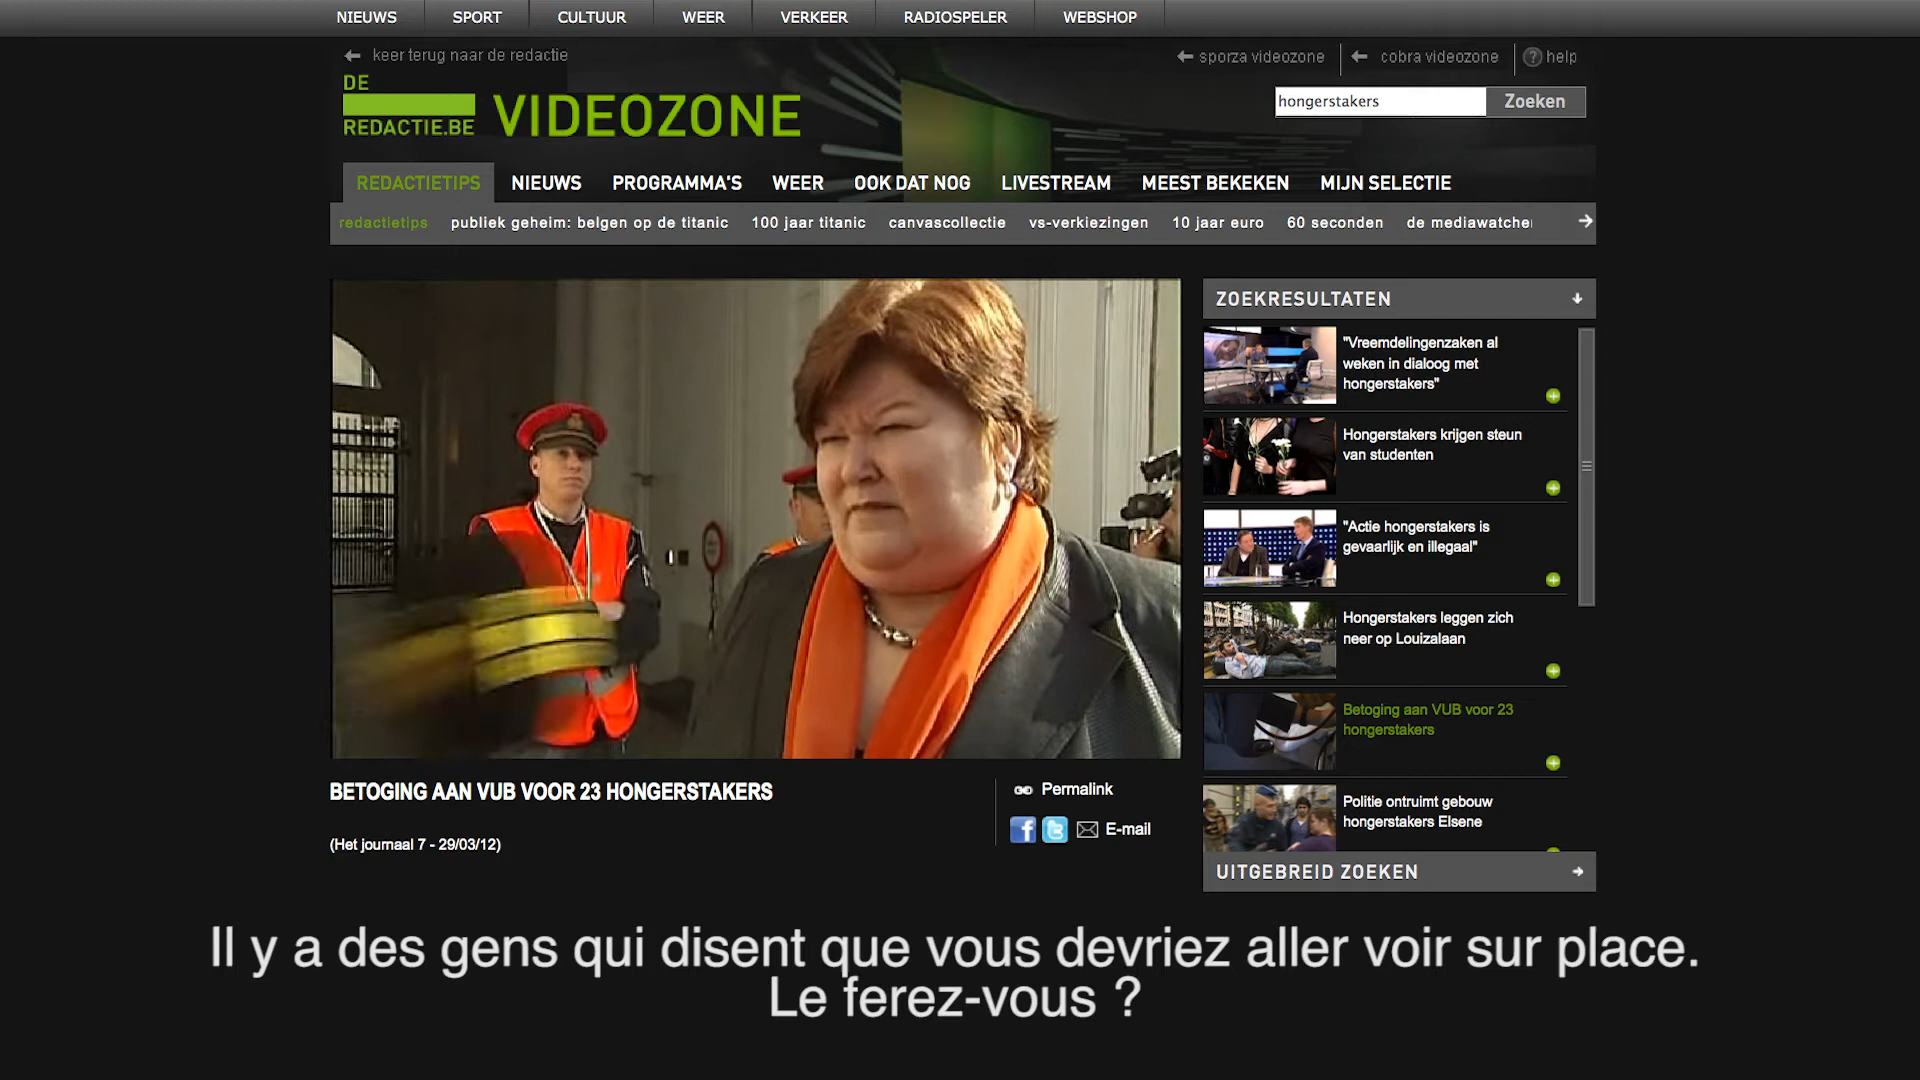 NIEUWS SPORT CULTUUR WEER VERKEER RADIOSPELER WEBSHOP
keer terug naar de redactie
sporza videozone cobra videozone ? help
DE
REDACTIE.BE
VIDEOZONE
hongerstakers Zoeken
REDACTIETIPS NIEUWS PROGRAMMA'S WEER OOK DAT NOG LIVESTREAM MEEST BEKEKEN MIJN SELECTIE
redactietips publiek geheim: belgen op de titanic 100 jaar titanic canvascollectie vs-verkiezingen 10 jaar euro 60 seconden de mediawatcher
ZOEKRESULTATEN
"Vreemdelingenzaken al
weken in dialoog met
hongerstakers"
Hongerstakers krijgen steun
van studenten
"Actie hongerstakers is
gevaarlijk en illegaal"
Hongerstakers leggen zich
neer op Louizalaan
Betoging aan VUB voor 23
hongerstakers
Politie ontruimt gebouw
hongerstakers Elsene
UITGEBREID ZOEKEN
BETOGING AAN VUB VOOR 23 HONGERSTAKERS
(Het journaal 7 - 29/03/12)
Permalink
E-mail
Il y a des gens qui disent que vous devriez aller voir sur place.
Le ferez-vous ?